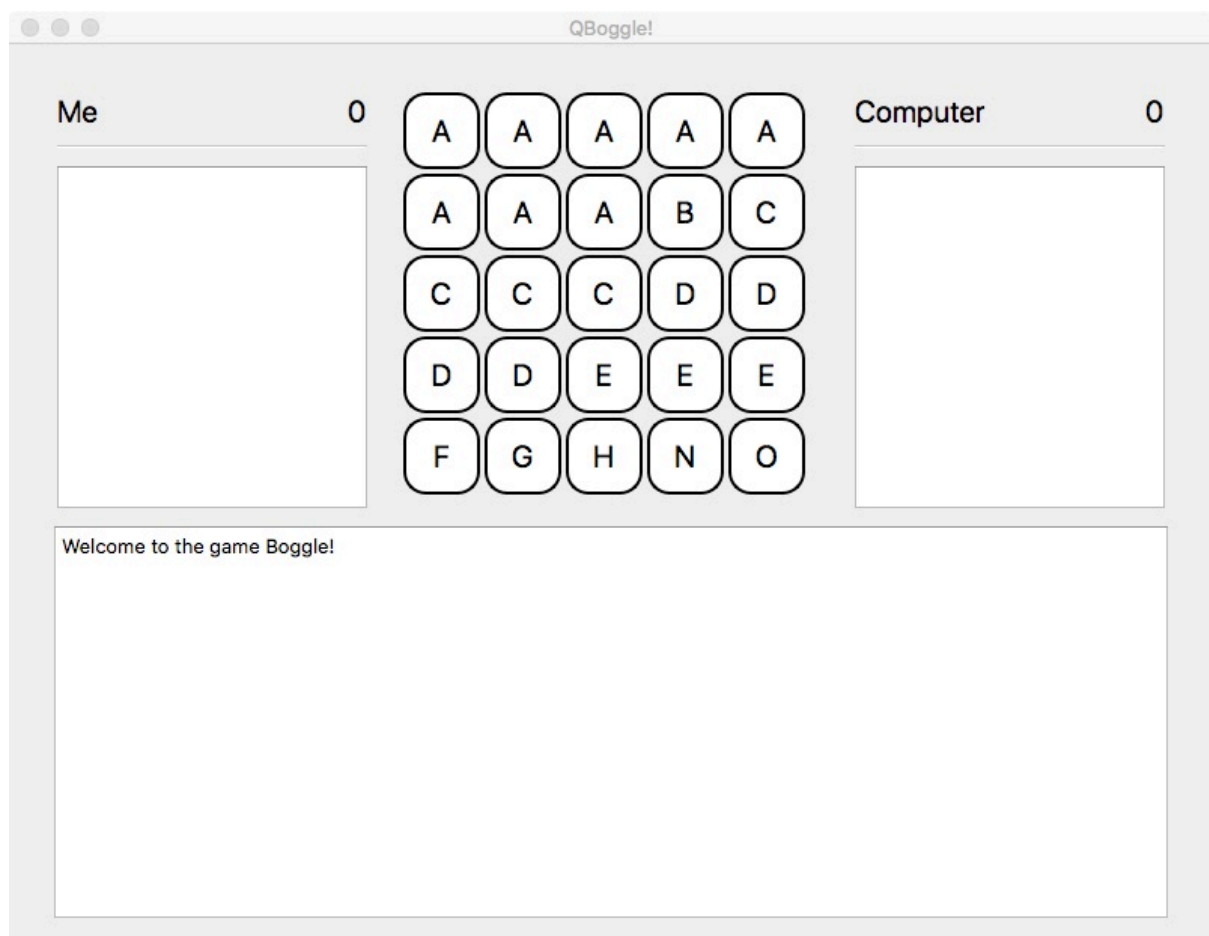 QBoggle!
Me 0
Computer 0
A A A A A
A A A B C
C C C D D
D D E E E
F G H N O
Welcome to the game Boggle!